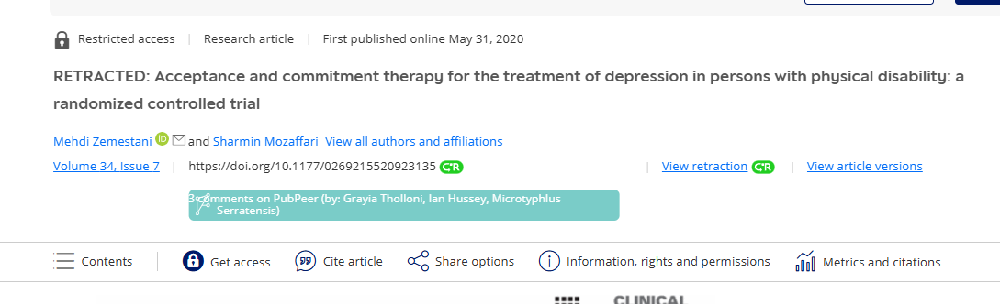 Restricted access | Research article | First published online May 31, 2020
RETRACTED: Acceptance and commitment therapy for the treatment of depression in persons with physical disability: a
randomized controlled trial
Mehdi Zemestani iD and Sharmin Mozaffari View all authors and affiliations
Volume 34, Issue 7 | https://doi.org/10.1177/0269215520923135 | View retraction | View article versions
3 comments on PubPeer (by: Grayia Tholloni, Ian Hussey, Microtyphlus
Serratensis)
Contents | Get access Cite article Share options Information, rights and permissions Metrics and citations
CLINICAL